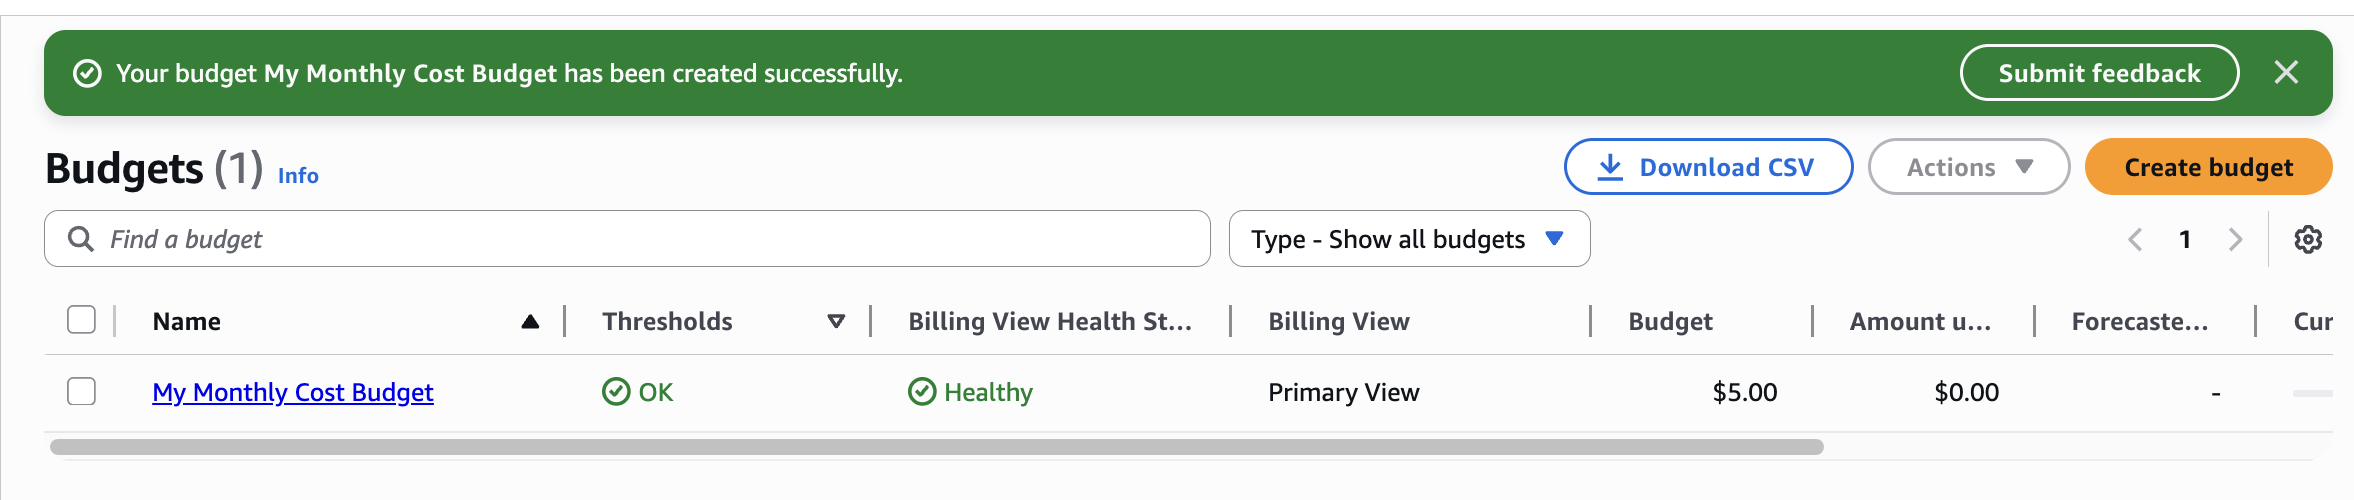 Your budget My Monthly Cost Budget has been created successfully.
Submit feedback
Budgets (1) Info
Download CSV
Actions
Create budget
Find a budget
Type - Show all budgets
1
Name
Thresholds
Billing View Health St...
Billing View
Budget
Amount u...
Forecaste...
Cur
My Monthly Cost Budget
OK
Healthy
Primary View
$5.00
$0.00
-